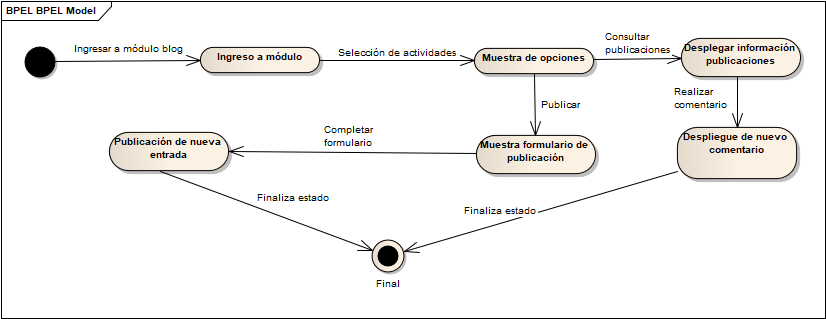 BPEL BPEL Model
Ingresar a módulo blog
Ingreso a módulo
Selección de actividades
Muestra de opciones
Consultar
publicaciones
Desplegar información
publicaciones
Publicar
Realizar
comentario
Publicación de nueva
entrada
Completar
formulario
Muestra formulario de
publicación
Despliegue de nuevo
comentario
Finaliza estado
Finaliza estado
Final